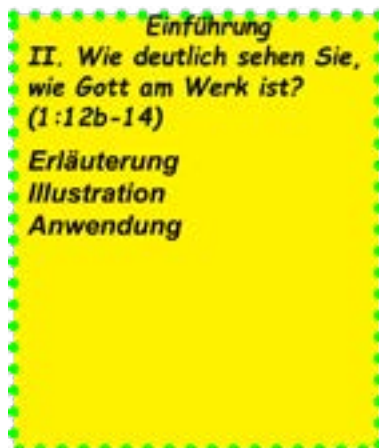 Einführung
II. Wie deutlich sehen Sie,
wie Gott am Werk ist?
(1:12b-14)
Erläuterung
Illustration
Anwendung